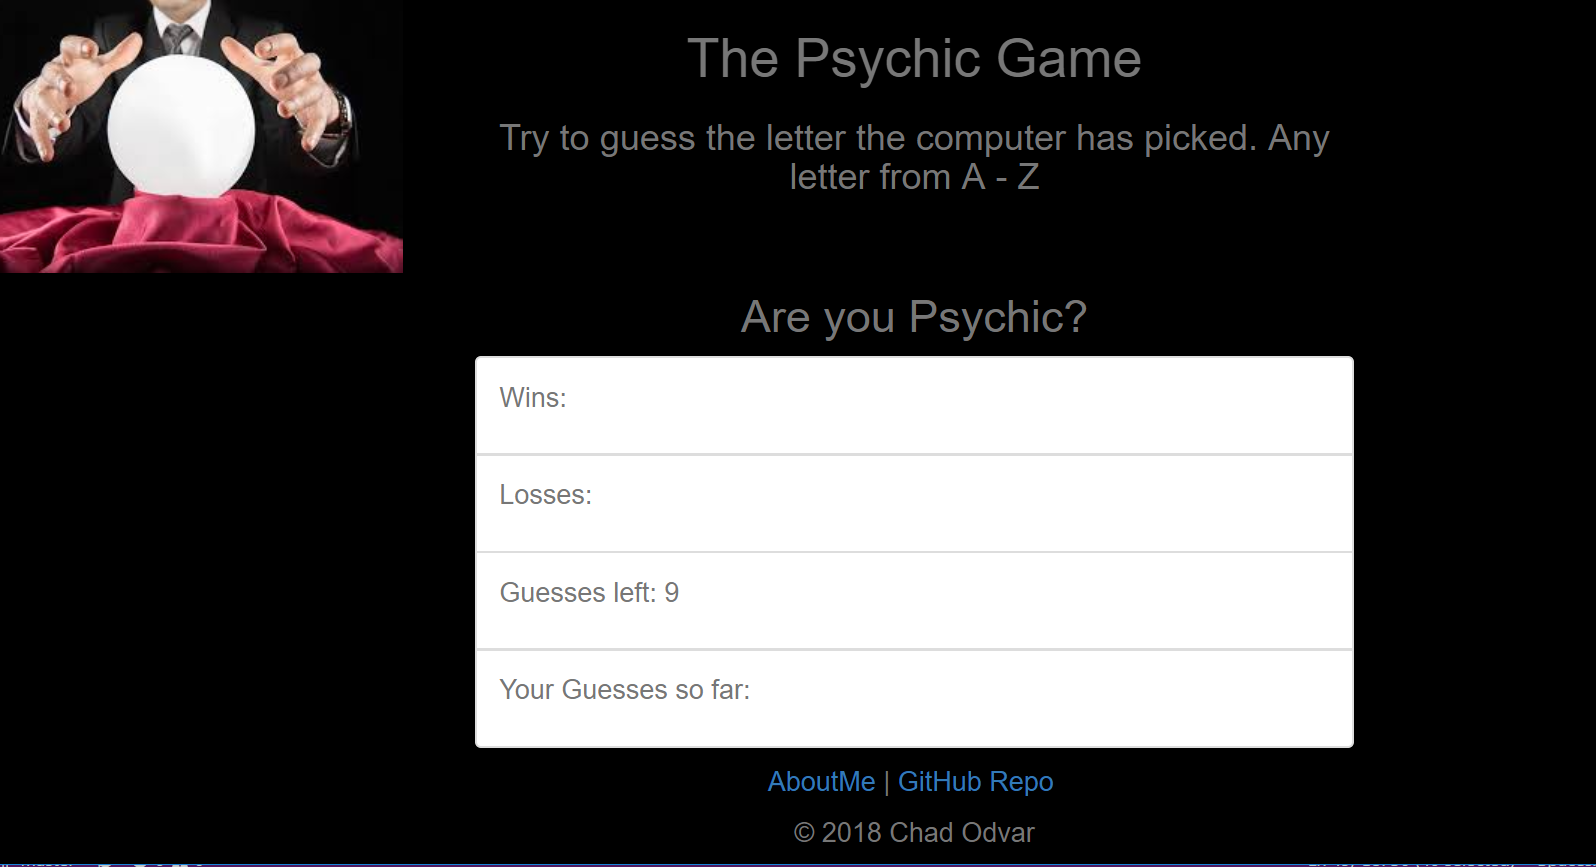 The Psychic Game
Try to guess the letter the computer has picked. Any
letter from A - Z
Are you Psychic?
Wins:
Losses:
Guesses left: 9
Your Guesses so far:
AboutMe | GitHub Repo
© 2018 Chad Odvar